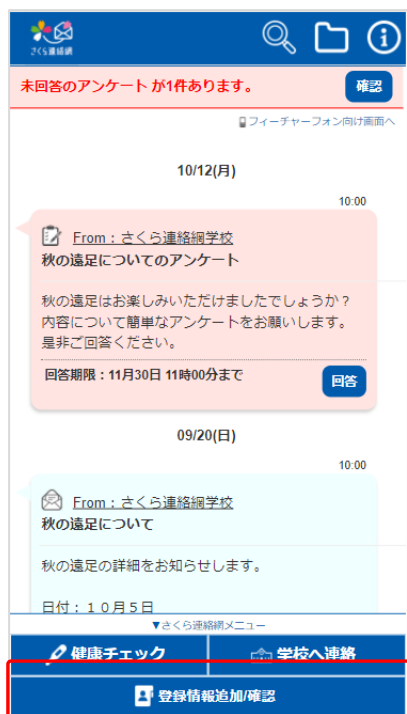 さくら連絡網
未回答のアンケート が1件あります。
確認
フィーチャーフォン向け画面へ
10/12(月)
10:00
From：さくら連絡網学校
秋の遠足についてのアンケート
秋の遠足はお楽しみいただけましたでしょうか？
内容について簡単なアンケートをお願いします。
是非ご回答ください。
回答期限：11月30日 11時00分まで
回答
09/20(日)
10:00
From：さくら連絡網学校
秋の遠足について
秋の遠足の詳細をお知らせします。
日付：１０月５日
▼さくら連絡網メニュー
健康チェック
学校へ連絡
登録情報追加/確認